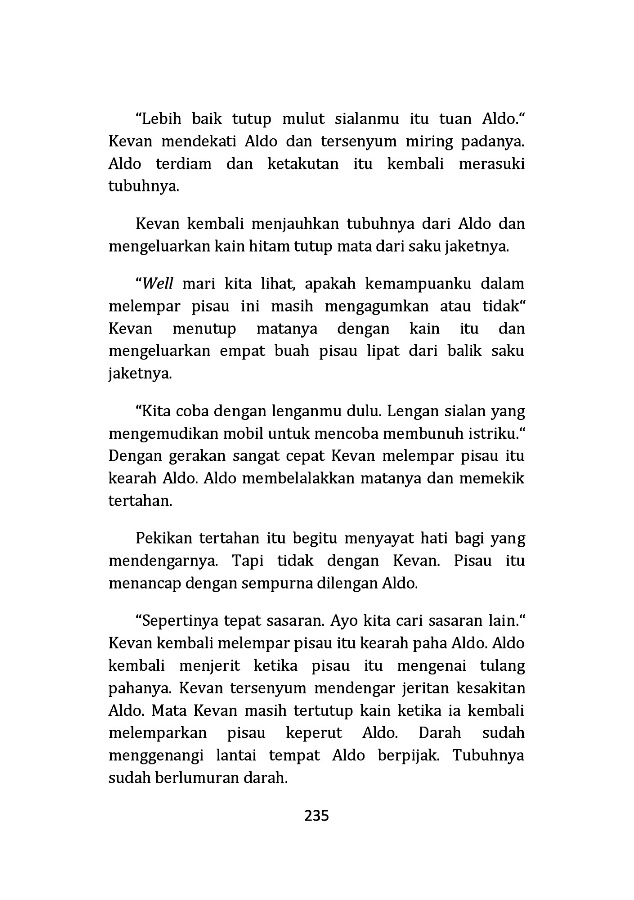 “Lebih baik tutup mulut sialanmu itu tuan Aldo.“
Kevan mendekati Aldo dan tersenyum miring padanya.
Aldo terdiam dan ketakutan itu kembali merasuki
tubuhnya.
Kevan kembali menjauhkan tubuhnya dari Aldo dan
mengeluarkan kain hitam tutup mata dari saku jaketnya.
“Well mari kita lihat, apakah kemampuanku dalam
melempar pisau ini masih mengagumkan atau tidak“
Kevan menutup matanya dengan kain itu dan
mengeluarkan empat buah pisau lipat dari balik saku
jaketnya.
“Kita coba dengan lenganmu dulu. Lengan sialan yang
mengemudikan mobil untuk mencoba membunuh istriku.“
Dengan gerakan sangat cepat Kevan melempar pisau itu
kearah Aldo. Aldo membelalakkan matanya dan memekik
tertahan.
Pekikan tertahan itu begitu menyayat hati bagi yang
mendengarnya. Tapi tidak dengan Kevan. Pisau itu
menancap dengan sempurna dilengan Aldo.
“Sepertinya tepat sasaran. Ayo kita cari sasaran lain.“
Kevan kembali melempar pisau itu kearah paha Aldo. Aldo
kembali menjerit ketika pisau itu mengenai tulang
pahanya. Kevan tersenyum mendengar jeritan kesakitan
Aldo. Mata Kevan masih tertutup kain ketika ia kembali
melemparkan pisau keperut Aldo. Darah sudah
menggenangi lantai tempat Aldo berpijak. Tubuhnya
sudah berlumuran darah.
235